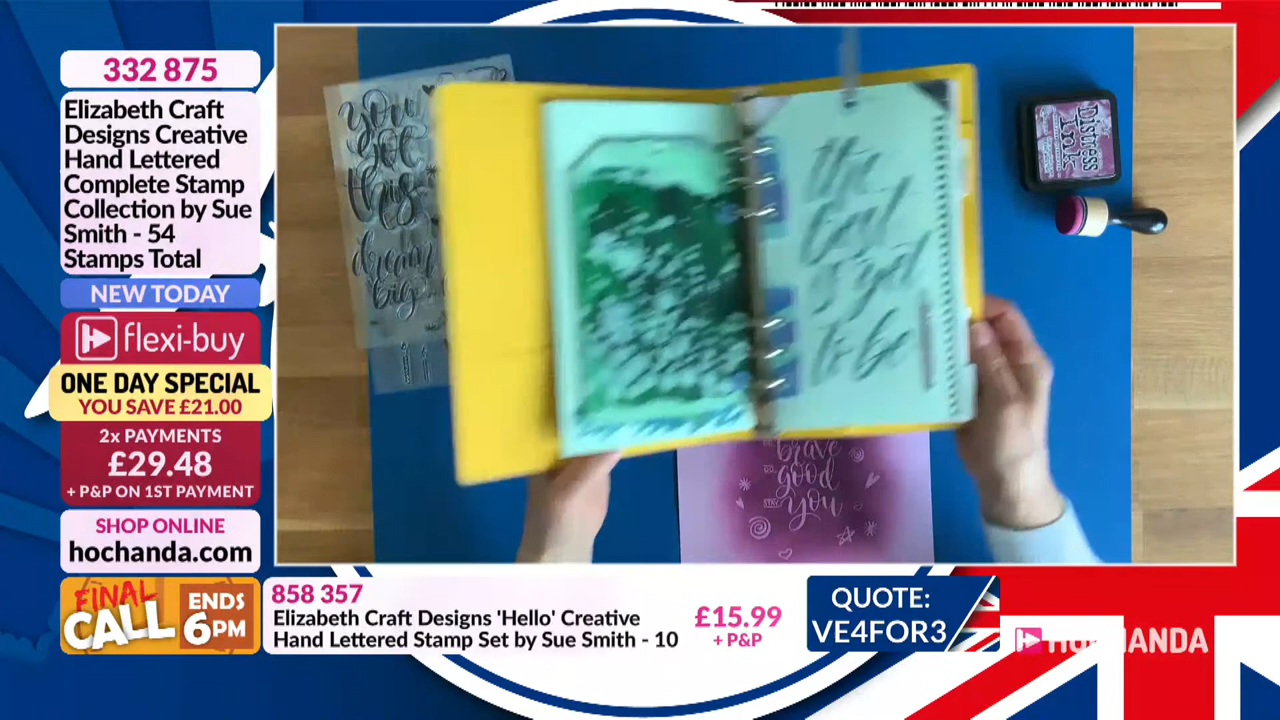 332 875
Elizabeth Craft
Designs Creative
Hand Lettered
Complete Stamp
Collection by Sue
Smith - 54
Stamps Total
NEW TODAY
flexi-buy
ONE DAY SPECIAL
YOU SAVE £21.00
2x PAYMENTS
£29.48
+ P&P ON 1ST PAYMENT
SHOP ONLINE
hochanda.com
FINAL
CALL
ENDS
6PM
858 357
Elizabeth Craft Designs 'Hello' Creative
Hand Lettered Stamp Set by Sue Smith - 10
£15.99
+ P&P
QUOTE:
VE4FOR3
HOCHANDA
you
got
this
dream
big
the
best
is yet
to be
Distress
Ink
brave
good
you